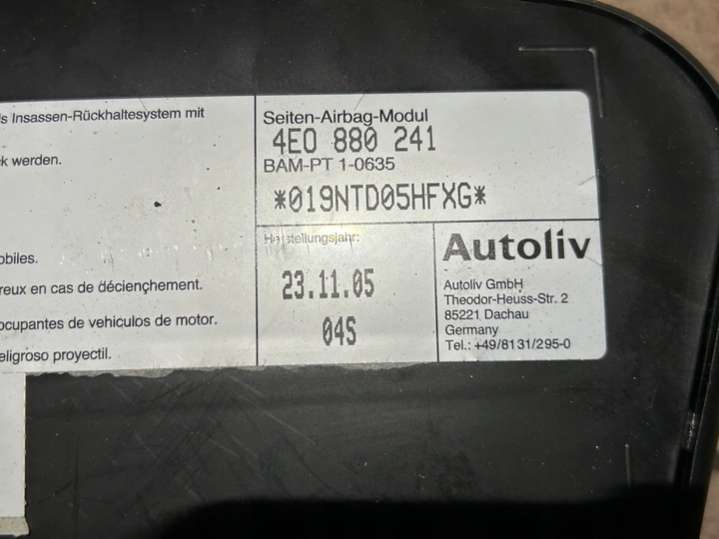 s Insassen-Rückhaltesystem mit
k werden.
obiles.
reux en cas de décienchement.
ocupantes de vehiculos de motor.
eligroso proyectil.
Seiten-Airbag-Modul
4E0 880 241
BAM-PT 1-0635
*019NTD05HFXG*
Herstellungsjahr:
23.11.05
04S
Autoliv
Autoliv GmbH
Theodor-Heuss-Str. 2
85221 Dachau
Germany
Tel.: +49/8131/295-0